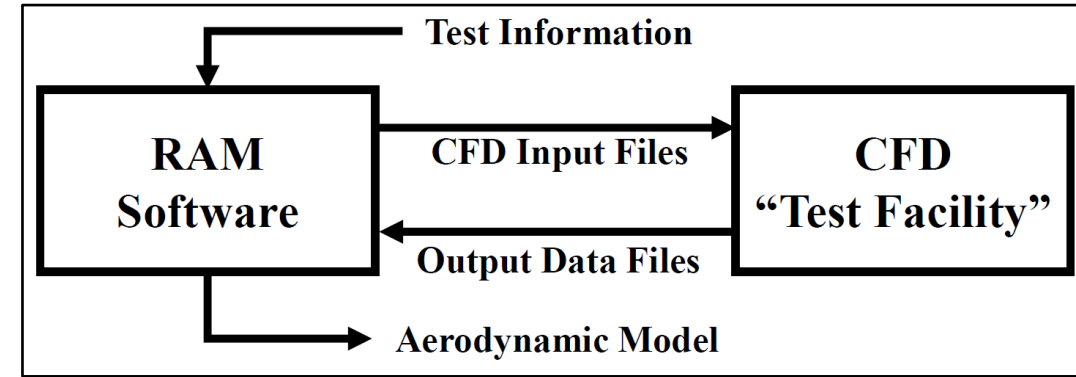 Test Information
RAM
Software
CFD Input Files
Output Data Files
CFD
“Test Facility”
Aerodynamic Model